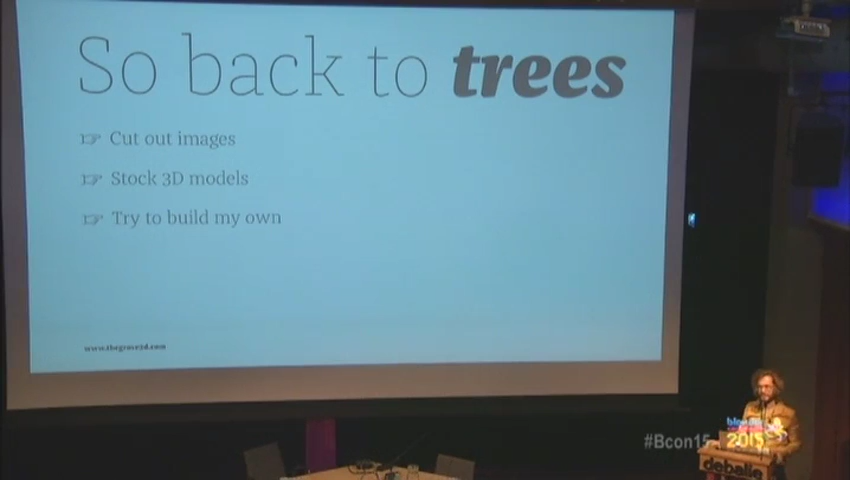 So back to trees
☞ Cut out images
☞ Stock 3D models
☞ Try to build my own
www.thegrove3d.com
#Bcon15
2015
debalie